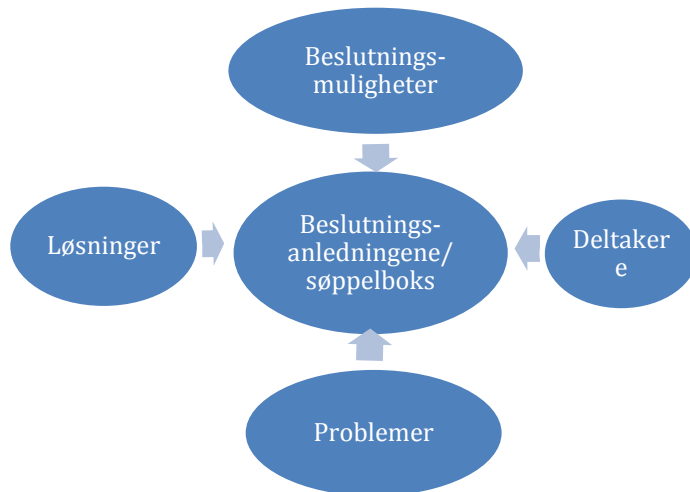 Beslutnings-
muligheter
Løsninger
Beslutnings-
anledningene/
søppelboks
Deltaker
e
Problemer